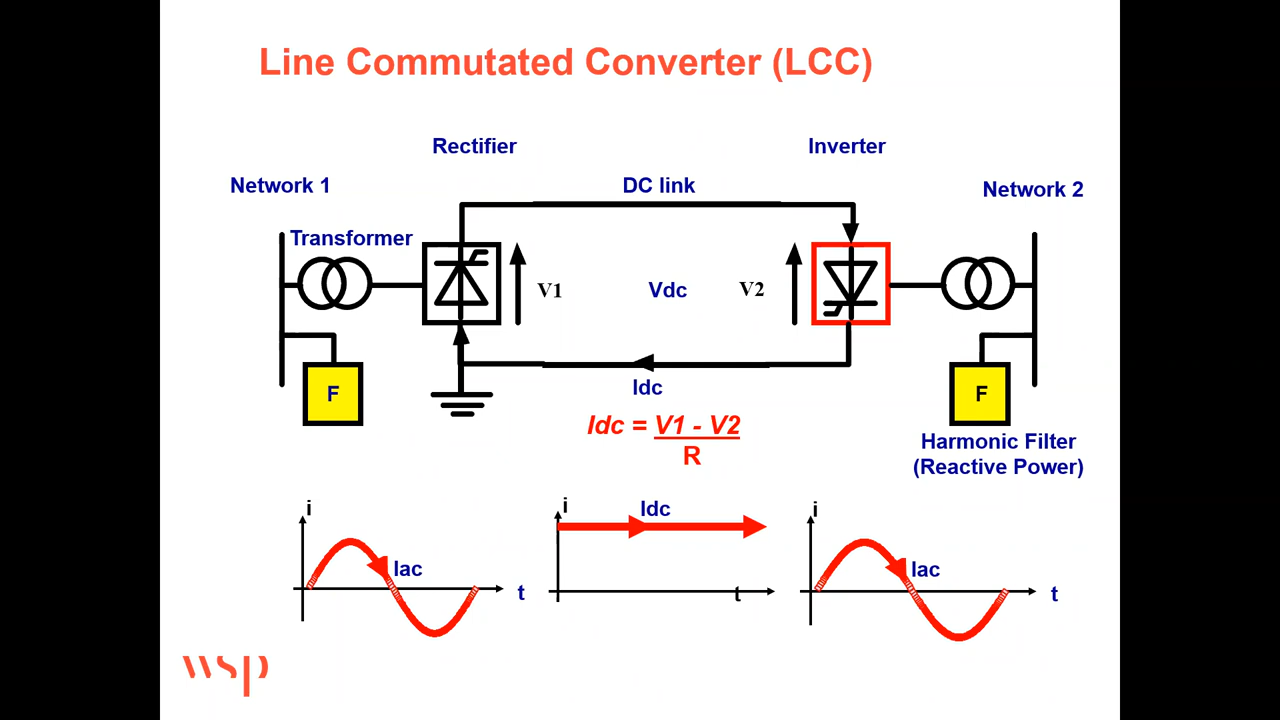 Line Commutated Converter (LCC)
Rectifier
Inverter
Network 1
DC link
Network 2
Transformer
V1
Vdc
V2
Idc
F
F
Idc = V1 - V2
R
Harmonic Filter
(Reactive Power)
i
Iac
t
i
Idc
t
i
Iac
t
wsp